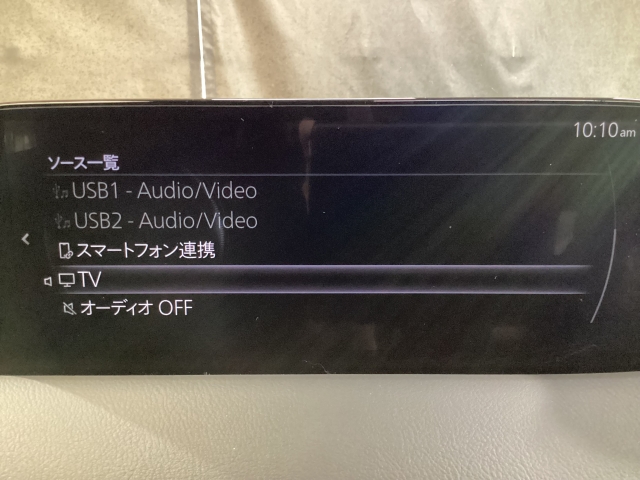 10:10am
ソース一覧
USB1 - Audio/Video
USB2 - Audio/Video
スマートフォン連携
TV
オーディオ OFF